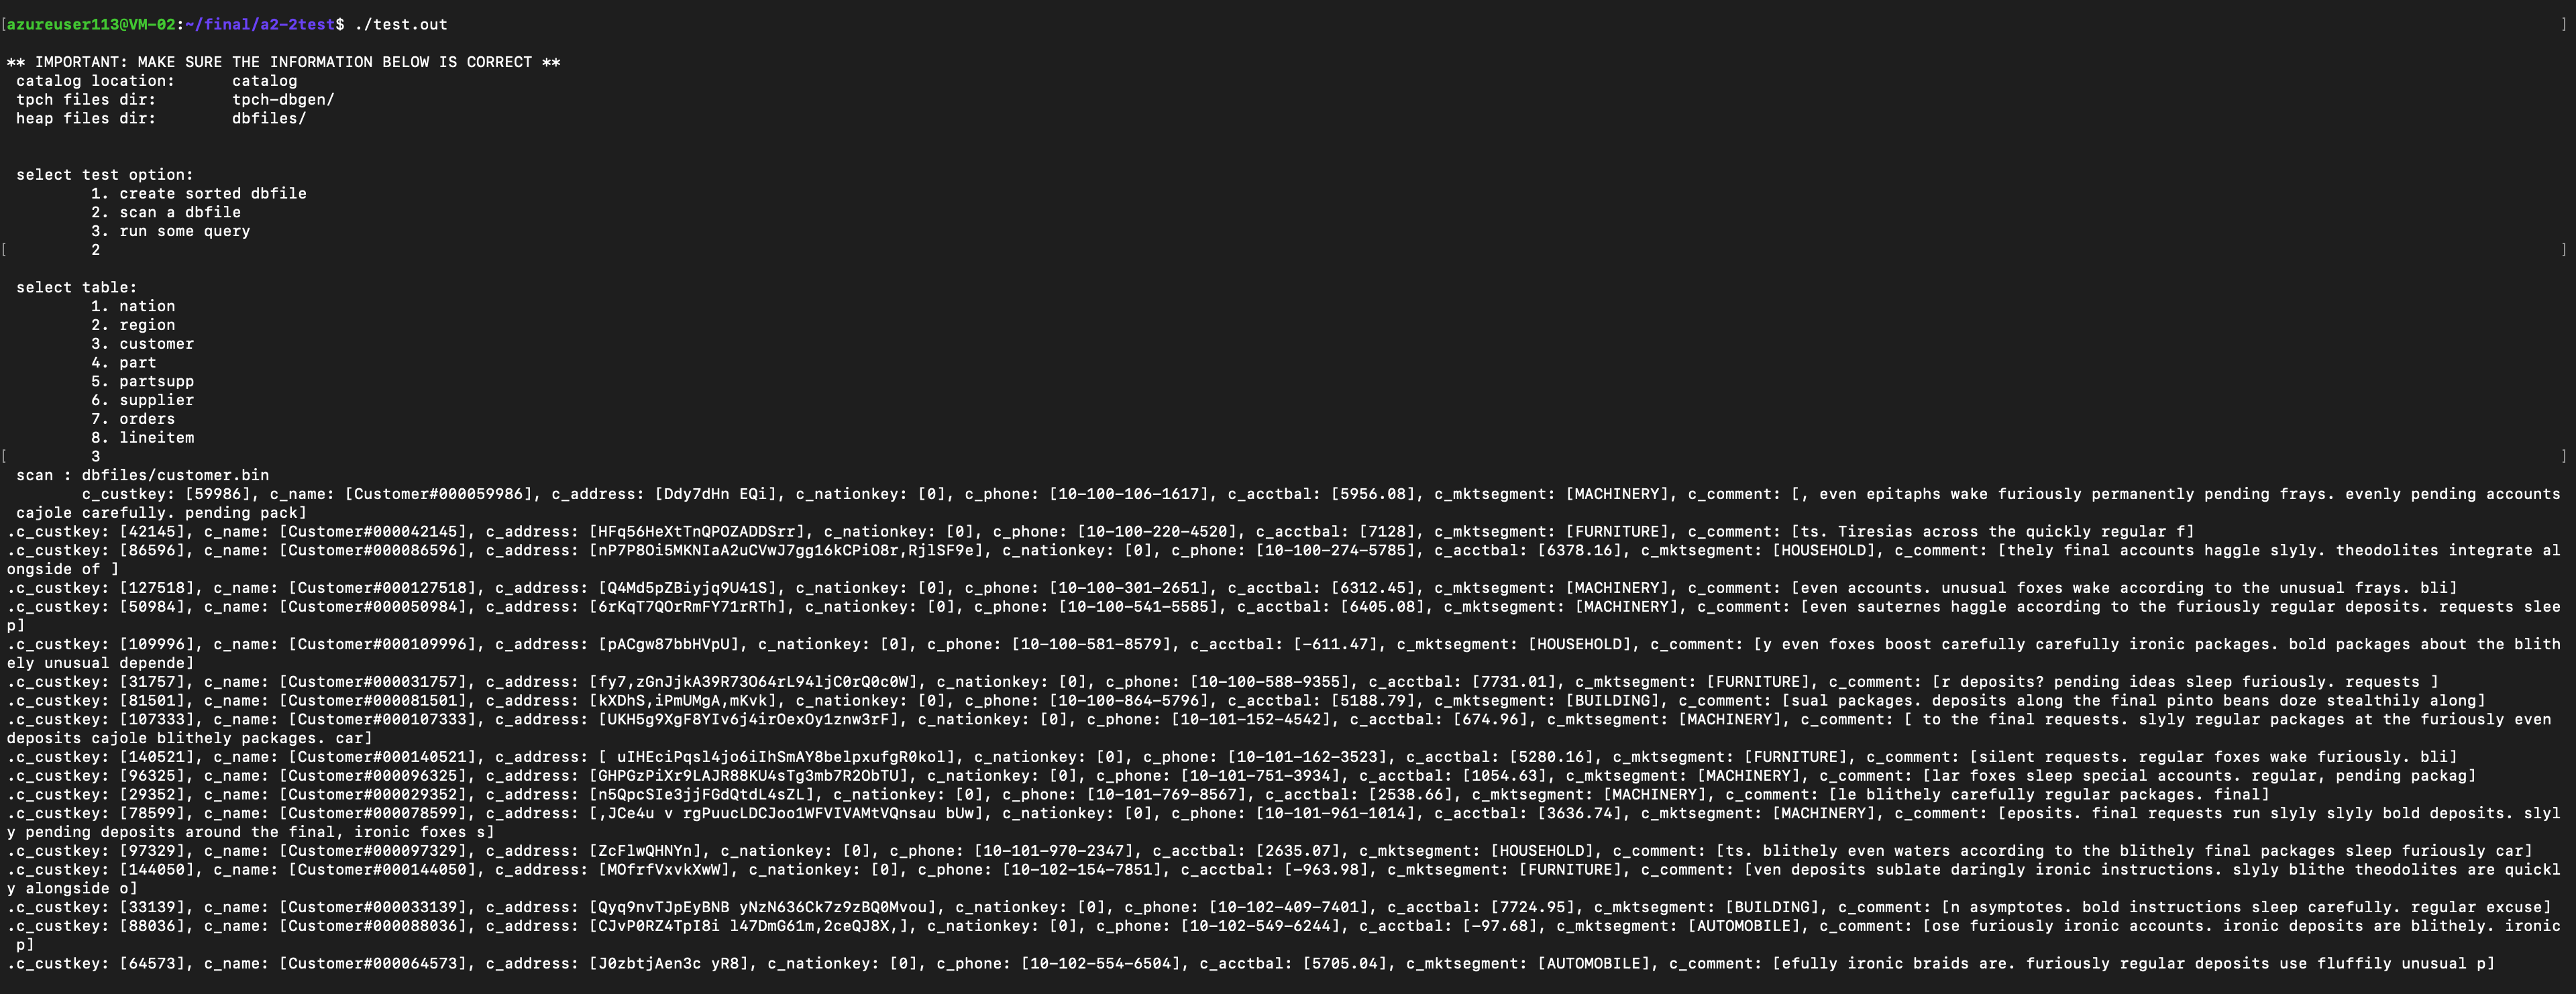 [azureuser113@VM-02:~/final/a2-2test$ ./test.out ]
** IMPORTANT: MAKE SURE THE INFORMATION BELOW IS CORRECT **
catalog location: catalog
tpch files dir: tpch-dbgen/
heap files dir: dbfiles/
select test option:
1. create sorted dbfile
2. scan a dbfile
3. run some query
[ 2 ]
select table:
1. nation
2. region
3. customer
4. part
5. partsupp
6. supplier
7. orders
8. lineitem
[ 3 ]
scan : dbfiles/customer.bin
c_custkey: [59986], c_name: [Customer#000059986], c_address: [Ddy7dHn EQi], c_nationkey: [0], c_phone: [10-100-106-1617], c_acctbal: [5956.08], c_mktsegment: [MACHINERY], c_comment: [, even epitaphs wake furiously permanently pending frays. evenly pending accounts
cajole carefully. pending pack]
.c_custkey: [42145], c_name: [Customer#000042145], c_address: [HFq56HeXtTnQPOZADDSrr], c_nationkey: [0], c_phone: [10-100-220-4520], c_acctbal: [7128], c_mktsegment: [FURNITURE], c_comment: [ts. Tiresias across the quickly regular f]
.c_custkey: [86596], c_name: [Customer#000086596], c_address: [nP7P8Oi5MKNIaA2uCVwJ7gg16kCPiO8r,RjlSF9e], c_nationkey: [0], c_phone: [10-100-274-5785], c_acctbal: [6378.16], c_mktsegment: [HOUSEHOLD], c_comment: [thely final accounts haggle slyly. theodolites integrate al
ongside of ]
.c_custkey: [127518], c_name: [Customer#000127518], c_address: [Q4Md5pZBiyjq9U41S], c_nationkey: [0], c_phone: [10-100-301-2651], c_acctbal: [6312.45], c_mktsegment: [MACHINERY], c_comment: [even accounts. unusual foxes wake according to the unusual frays. bli]
.c_custkey: [50984], c_name: [Customer#000050984], c_address: [6rKqT7QOrRmFY71rRTh], c_nationkey: [0], c_phone: [10-100-541-5585], c_acctbal: [6405.08], c_mktsegment: [MACHINERY], c_comment: [even sauternes haggle according to the furiously regular deposits. requests slee
p]
.c_custkey: [109996], c_name: [Customer#000109996], c_address: [pACgw87bbHVpU], c_nationkey: [0], c_phone: [10-100-581-8579], c_acctbal: [-611.47], c_mktsegment: [HOUSEHOLD], c_comment: [y even foxes boost carefully carefully ironic packages. bold packages about the blith
ely unusual depende]
.c_custkey: [31757], c_name: [Customer#000031757], c_address: [fy7,zGnJjkA39R73O64rL94ljC0rQ0c0W], c_nationkey: [0], c_phone: [10-100-588-9355], c_acctbal: [7731.01], c_mktsegment: [FURNITURE], c_comment: [r deposits? pending ideas sleep furiously. requests ]
.c_custkey: [81501], c_name: [Customer#000081501], c_address: [kXDhS,iPmUMgA,mKvk], c_nationkey: [0], c_phone: [10-100-864-5796], c_acctbal: [5188.79], c_mktsegment: [BUILDING], c_comment: [sual packages. deposits along the final pinto beans doze stealthily along]
.c_custkey: [107333], c_name: [Customer#000107333], c_address: [UKH5g9XgF8YIv6j4irOexOy1znw3rF], c_nationkey: [0], c_phone: [10-101-152-4542], c_acctbal: [674.96], c_mktsegment: [MACHINERY], c_comment: [ to the final requests. slyly regular packages at the furiously even
deposits cajole blithely packages. car]
.c_custkey: [140521], c_name: [Customer#000140521], c_address: [ uIHEciPqsl4jo6iIhSmAY8belpxufgR0kol], c_nationkey: [0], c_phone: [10-101-162-3523], c_acctbal: [5280.16], c_mktsegment: [FURNITURE], c_comment: [silent requests. regular foxes wake furiously. bli]
.c_custkey: [96325], c_name: [Customer#000096325], c_address: [GHPGzPiXr9LAJR88KU4sTg3mb7R2ObTU], c_nationkey: [0], c_phone: [10-101-751-3934], c_acctbal: [1054.63], c_mktsegment: [MACHINERY], c_comment: [lar foxes sleep special accounts. regular, pending packag]
.c_custkey: [29352], c_name: [Customer#000029352], c_address: [n5QpcSIe3jjFGdQtdL4sZL], c_nationkey: [0], c_phone: [10-101-769-8567], c_acctbal: [2538.66], c_mktsegment: [MACHINERY], c_comment: [le blithely carefully regular packages. final]
.c_custkey: [78599], c_name: [Customer#000078599], c_address: [,JCe4u v rgPuucLDCJoo1WFVIVAMtVQnsau bUw], c_nationkey: [0], c_phone: [10-101-961-1014], c_acctbal: [3636.74], c_mktsegment: [MACHINERY], c_comment: [eposits. final requests run slyly slyly bold deposits. slyl
y pending deposits around the final, ironic foxes s]
.c_custkey: [97329], c_name: [Customer#000097329], c_address: [ZcFlwQHNYn], c_nationkey: [0], c_phone: [10-101-970-2347], c_acctbal: [2635.07], c_mktsegment: [HOUSEHOLD], c_comment: [ts. blithely even waters according to the blithely final packages sleep furiously car]
.c_custkey: [144050], c_name: [Customer#000144050], c_address: [MOfrfVxvkXwW], c_nationkey: [0], c_phone: [10-102-154-7851], c_acctbal: [-963.98], c_mktsegment: [FURNITURE], c_comment: [ven deposits sublate daringly ironic instructions. slyly blithe theodolites are quickl
y alongside o]
.c_custkey: [33139], c_name: [Customer#000033139], c_address: [Qyq9nvTJpEyBNB yNzN636Ck7z9zBQ0Mvou], c_nationkey: [0], c_phone: [10-102-409-7401], c_acctbal: [7724.95], c_mktsegment: [BUILDING], c_comment: [n asymptotes. bold instructions sleep carefully. regular excuse]
.c_custkey: [88036], c_name: [Customer#000088036], c_address: [CJvP0RZ4TpI8i l47DmG61m,2ceQJ8X,], c_nationkey: [0], c_phone: [10-102-549-6244], c_acctbal: [-97.68], c_mktsegment: [AUTOMOBILE], c_comment: [ose furiously ironic accounts. ironic deposits are blithely. ironic
p]
.c_custkey: [64573], c_name: [Customer#000064573], c_address: [J0zbtjAen3c yR8], c_nationkey: [0], c_phone: [10-102-554-6504], c_acctbal: [5705.04], c_mktsegment: [AUTOMOBILE], c_comment: [efully ironic braids are. furiously regular deposits use fluffily unusual p]